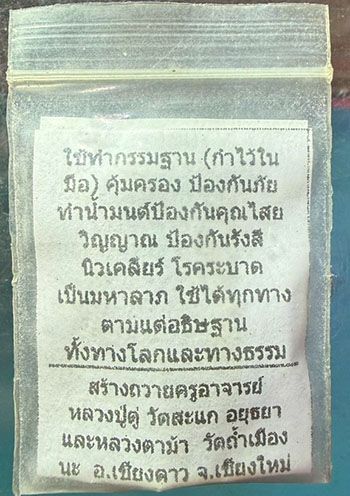 ใช้ทำกรรมฐาน (กำไว้ใน
มือ) คุ้มครอง ป้องกันภัย
ทำน้ำมนต์ป้องกันคุณไสย
วิญญาณ ป้องกันรังสี
นิวเคลียร์ โรคระบาด
เป็นมหาลาภ ใช้ได้ทุกทาง
ตามแต่อธิษฐาน
ทั้งทางโลกและทางธรรม
สร้างถวายครูอาจารย์
หลวงปู่ดู่ วัดสะแก อยุธยา
และหลวงตาม้า วัดถ้ำเมือง
นะ อ.เชียงดาว จ.เชียงใหม่